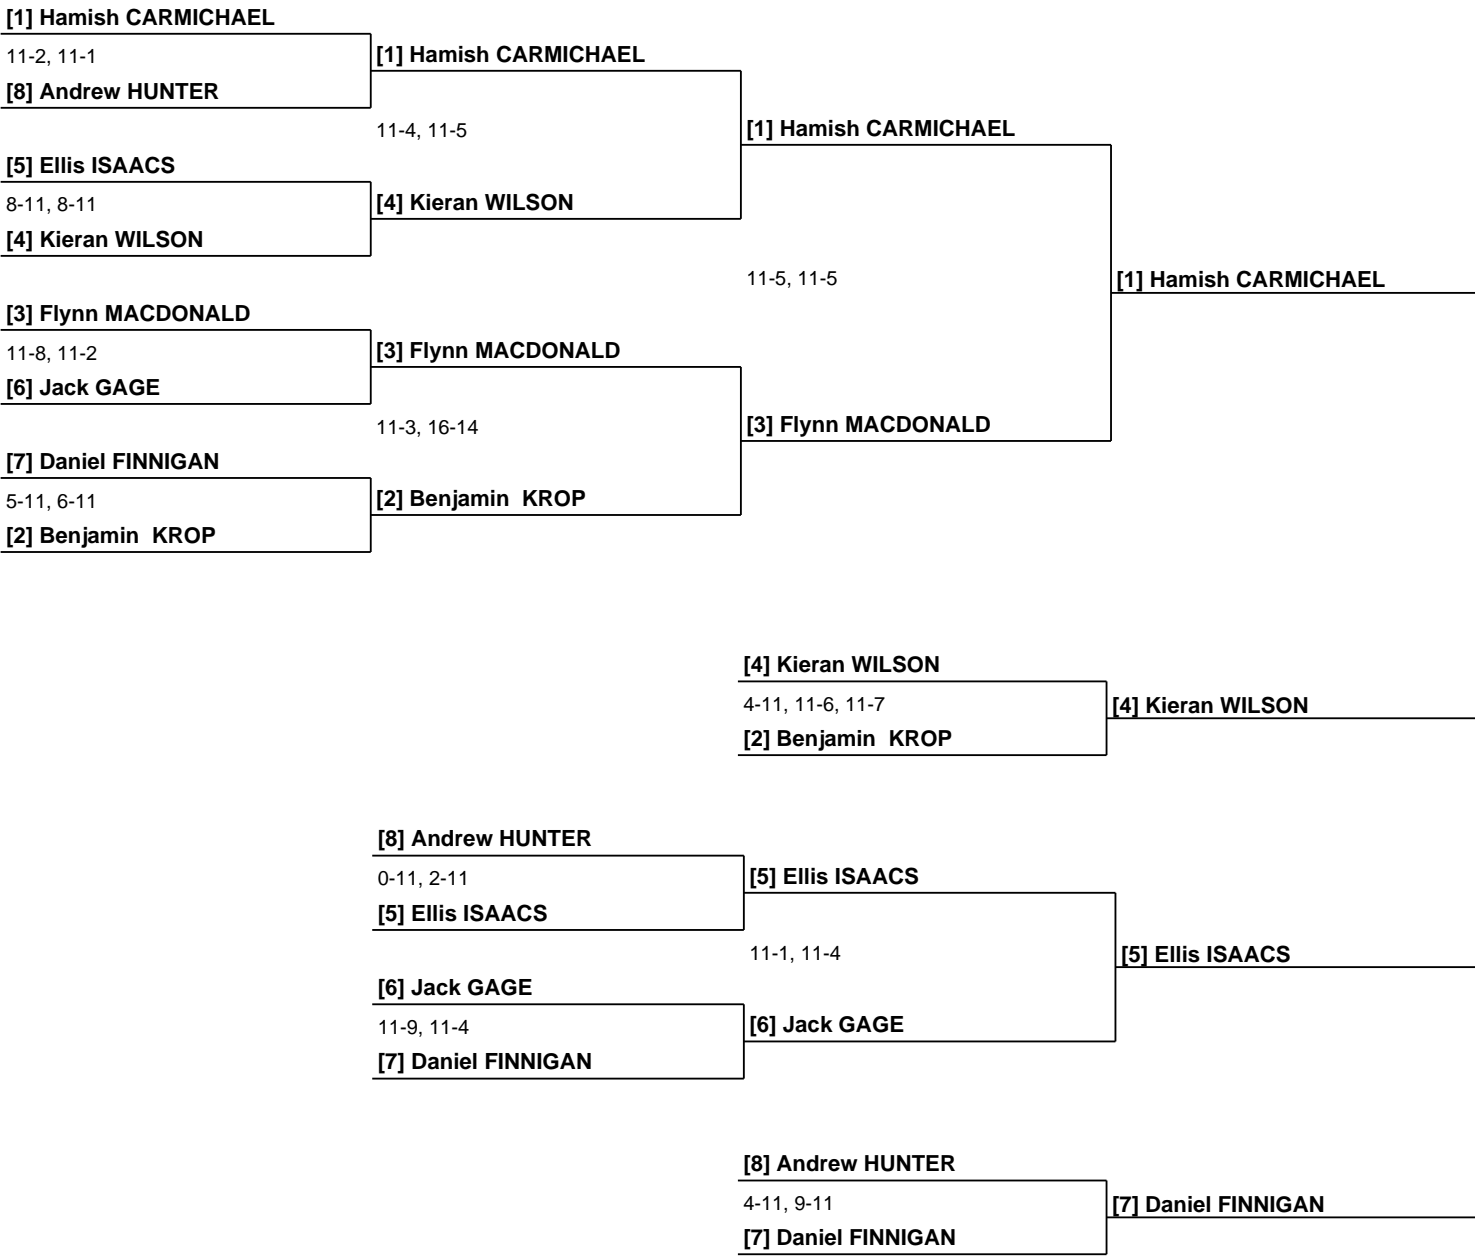 [1] Hamish CARMICHAEL
11-2, 11-1
[8] Andrew HUNTER
[5] Ellis ISAACS
8-11, 8-11
[4] Kieran WILSON
[3] Flynn MACDONALD
11-8, 11-2
[6] Jack GAGE
[7] Daniel FINNIGAN
5-11, 6-11
[2] Benjamin  KROP
[1] Hamish CARMICHAEL
11-4, 11-5
[4] Kieran WILSON
[3] Flynn MACDONALD
11-3, 16-14
[2] Benjamin  KROP
[1] Hamish CARMICHAEL
11-5, 11-5
[3] Flynn MACDONALD
[1] Hamish CARMICHAEL
[4] Kieran WILSON
4-11, 11-6, 11-7
[2] Benjamin  KROP
[4] Kieran WILSON
[8] Andrew HUNTER
0-11, 2-11
[5] Ellis ISAACS
[6] Jack GAGE
11-9, 11-4
[7] Daniel FINNIGAN
[5] Ellis ISAACS
11-1, 11-4
[6] Jack GAGE
[5] Ellis ISAACS
[8] Andrew HUNTER
4-11, 9-11
[7] Daniel FINNIGAN
[7] Daniel FINNIGAN